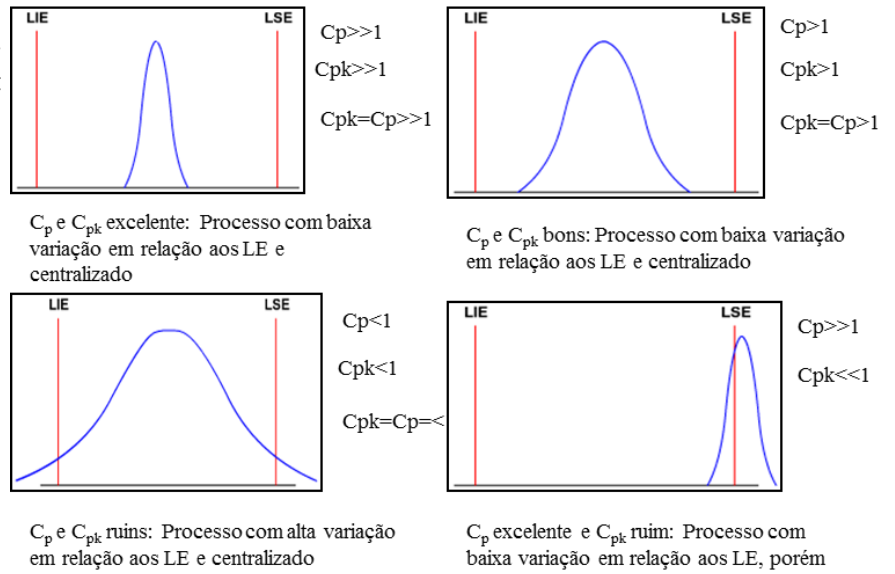 LIE LSE
Cp>>1
Cpk>>1
Cpk=Cp>>1
Cp e Cpk excelente: Processo com baixa
variação em relação aos LE e
centralizado
LIE LSE
Cp>1
Cpk>1
Cpk=Cp>1
Cp e Cpk bons: Processo com baixa variação
em relação aos LE e centralizado
LIE LSE
Cp<1
Cpk<1
Cpk=Cp=<
Cp e Cpk ruins: Processo com alta variação
em relação aos LE e centralizado
LIE LSE
Cp>>1
Cpk<<1
Cp excelente e Cpk ruim: Processo com
baixa variação em relação aos LE, porém